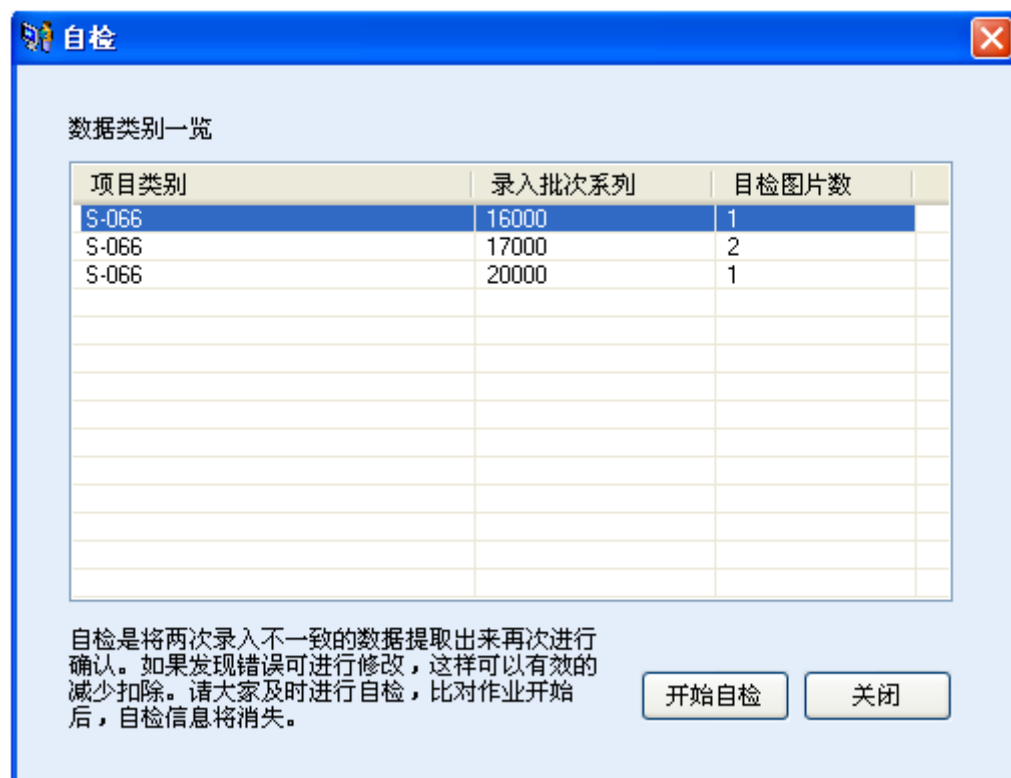 自检
数据类别一览
项目类别 录入批次系列 目检图片数
S-066 16000 1
S-066 17000 2
S-066 20000 1
自检是将两次录入不一致的数据提取出来再次进行
确认。如果发现错误可进行修改，这样可以有效的
减少扣除。请大家及时进行自检，比对作业开始
后，自检信息将消失。
开始自检 关闭